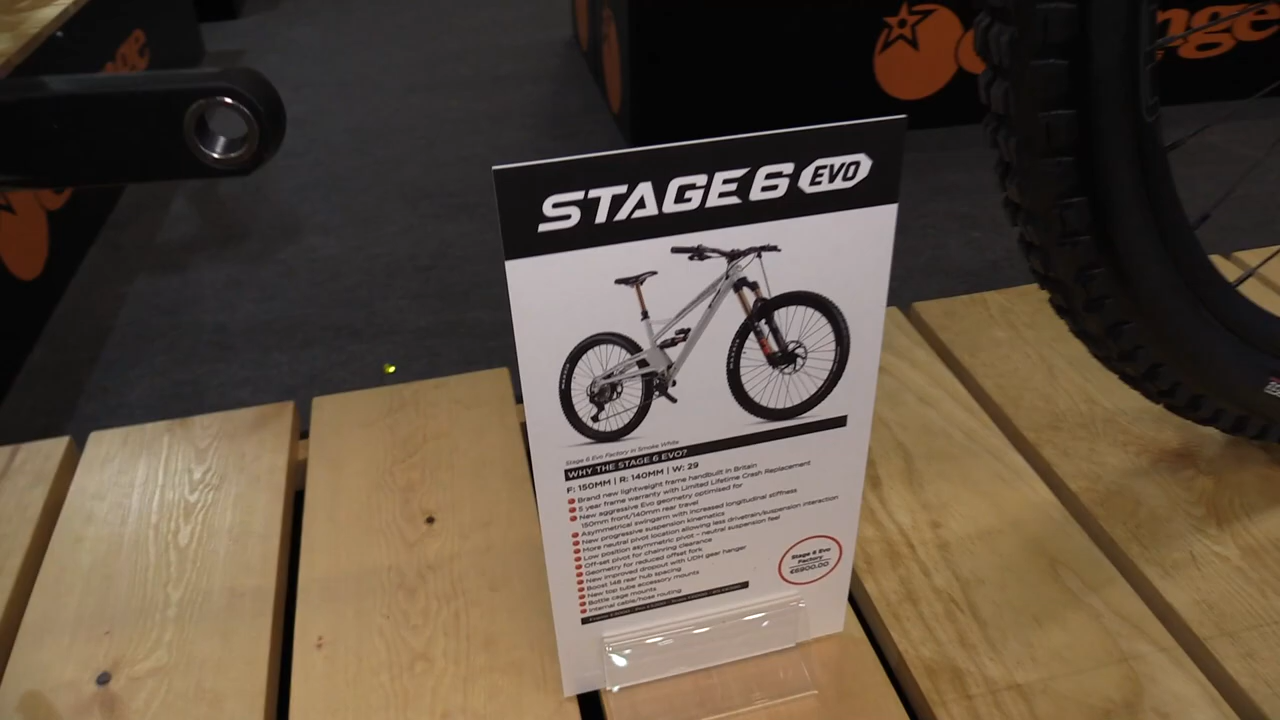 nge
nge
STAGE 6 EVO
Stage 6 Evo Factory in Smoke White
WHY THE STAGE 6 EVO?
F: 150MM | R: 140MM | W: 29
Brand new lightweight frame handbuilt in Britain
5 year frame warranty with Limited Lifetime Crash Replacement
New aggressive Evo geometry optimised for
150mm front/140mm rear travel
Asymmetrical swingarm with increased longitudinal stiffness
New progressive suspension kinematics
More neutral pivot location allowing less drivetrain/suspension interaction
Low position asymmetric pivot – neutral suspension feel
Off-set pivot for chainring clearance
Geometry for reduced offset fork
New improved dropout with UDH gear hanger
Boost 148 rear hub spacing
New top tube accessory mounts
Bottle cage mounts
Internal cable/hose routing
Stage 6 Evo
Factory